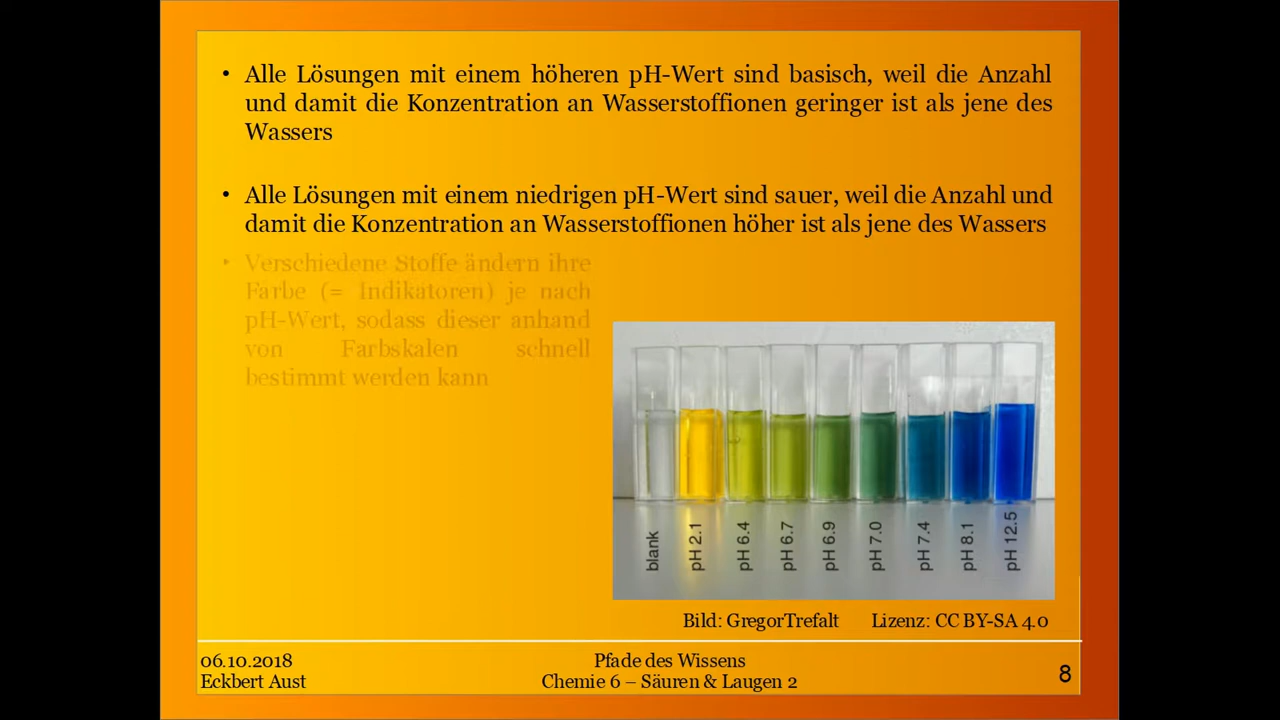 • Alle Lösungen mit einem höheren pH-Wert sind basisch, weil die Anzahl
und damit die Konzentration an Wasserstoffionen geringer ist als jene des
Wassers
• Alle Lösungen mit einem niedrigen pH-Wert sind sauer, weil die Anzahl und
damit die Konzentration an Wasserstoffionen höher ist als jene des Wassers
• Verschiedene Stoffe ändern ihre
Farbe (= Indikatoren) je nach
pH-Wert, sodass dieser anhand
von Farbskalen schnell
bestimmt werden kann
blank
pH 2.1
pH 6.4
pH 6.7
pH 6.9
pH 7.0
pH 7.4
pH 8.1
pH 12.5
Bild: GregorTrefalt Lizenz: CC BY-SA 4.0
06.10.2018
Eckbert Aust
Pfade des Wissens
Chemie 6 – Säuren & Laugen 2
8